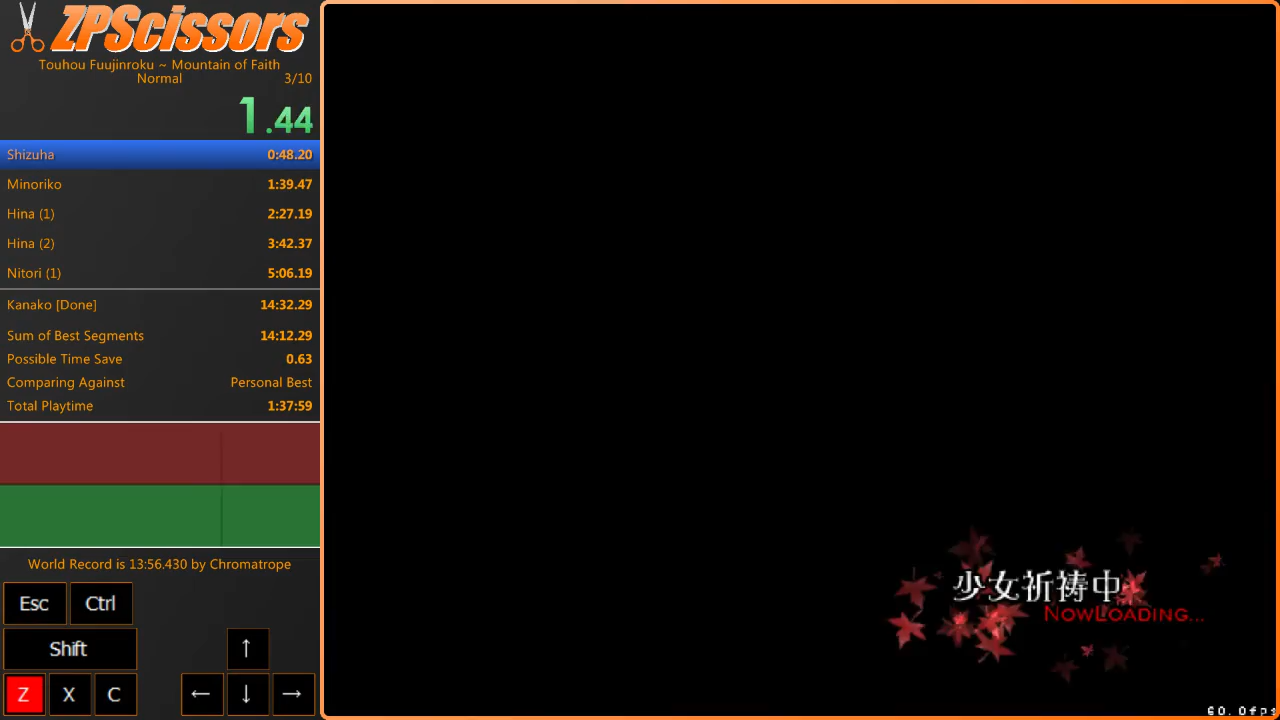 ZPScissors
Touhou Fuujinroku ~ Mountain of Faith
Normal 3/10
1.44
Shizuha 0:48.20
Minoriko 1:39.47
Hina (1) 2:27.19
Hina (2) 3:42.37
Nitori (1) 5:06.19
Kanako [Done] 14:32.29
Sum of Best Segments 14:12.29
Possible Time Save 0.63
Comparing Against Personal Best
Total Playtime 1:37:59
World Record is 13:56.430 by Chromatrope
Esc Ctrl
Shift ↑
Z X C ← ↓ →
少女祈祷中
NowLoading...
60.0fps